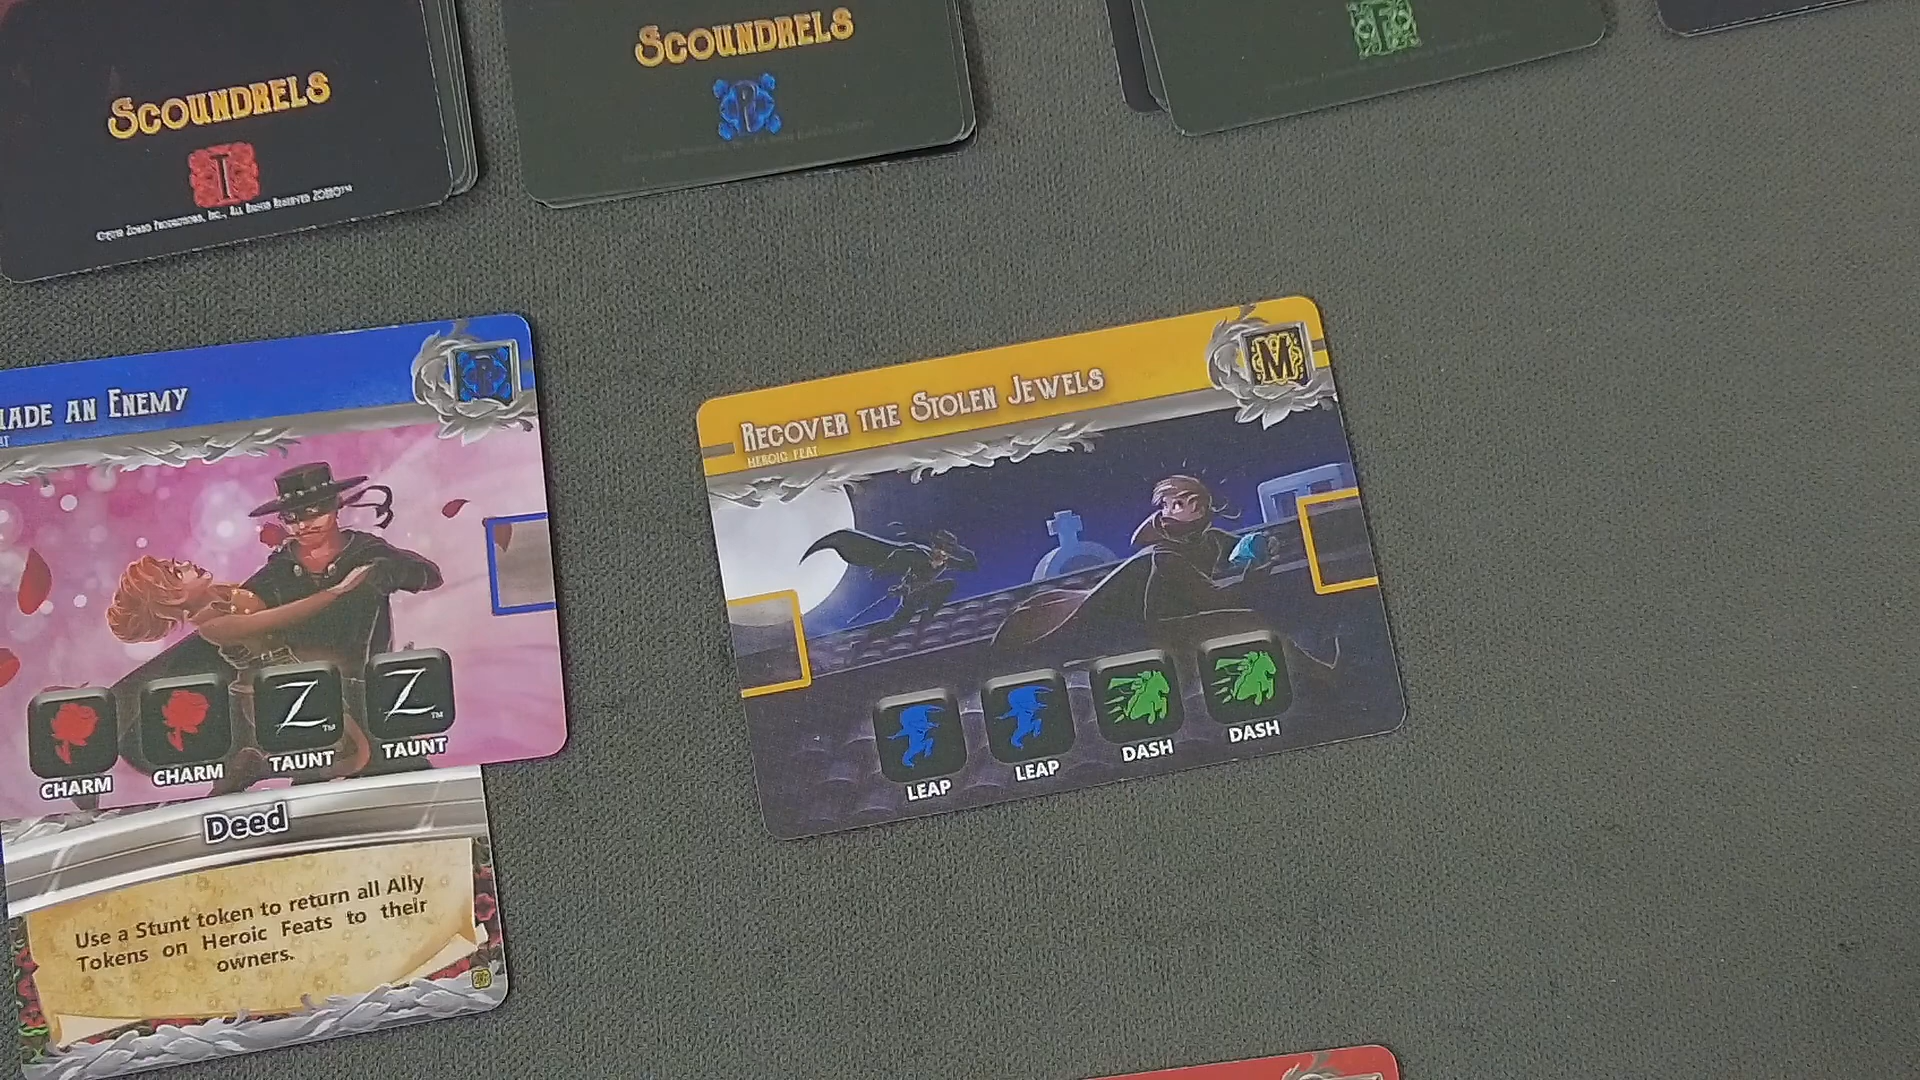 SCOUNDRELS
I
©2019 ZORRO PRODUCTIONS, INC., ALL RIGHTS RESERVED ZORRO™
SCOUNDRELS
P
AN ENEMY
CHARM
CHARM
Z™
TAUNT
Z™
TAUNT
Deed
Use a Stunt token to return all Ally
Tokens on Heroic Feats to their
owners.
RECOVER THE STOLEN JEWELS
HEROIC FEAT
M
LEAP
LEAP
DASH
DASH